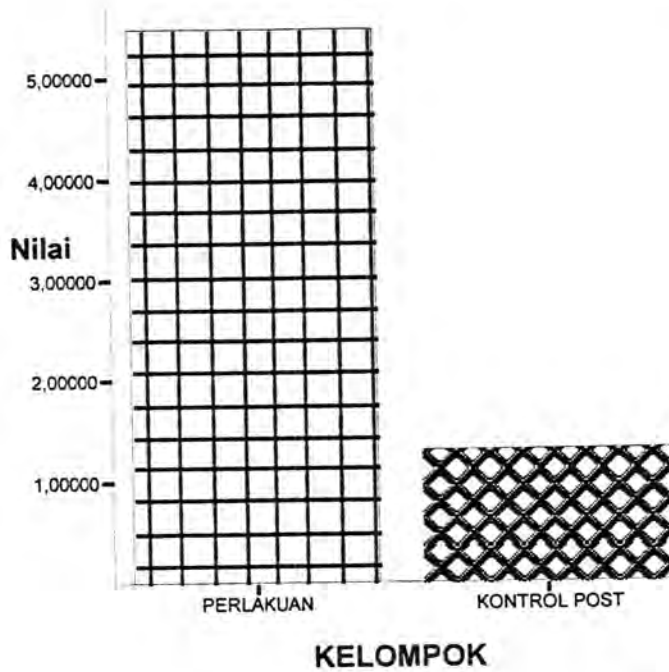 5,00000
4,00000
Nilai
3,00000
2,00000
1,00000
PERLAKUAN
KONTROL POST
KELOMPOK